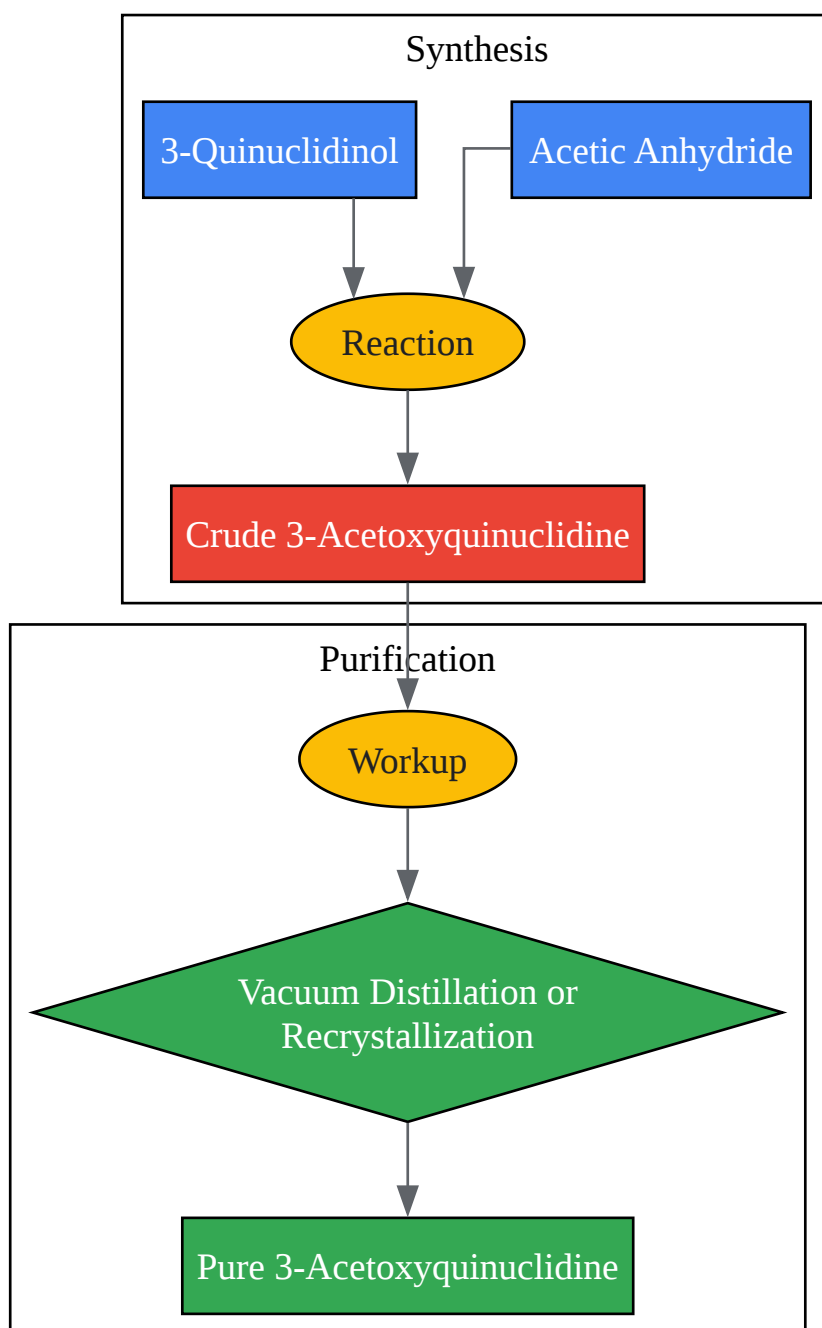 Synthesis
3-Quinuclidinol
Acetic Anhydride
Reaction
Crude 3-Acetoxyquinuclidine
Purification
Workup
Vacuum Distillation or
Recrystallization
Pure 3-Acetoxyquinuclidine